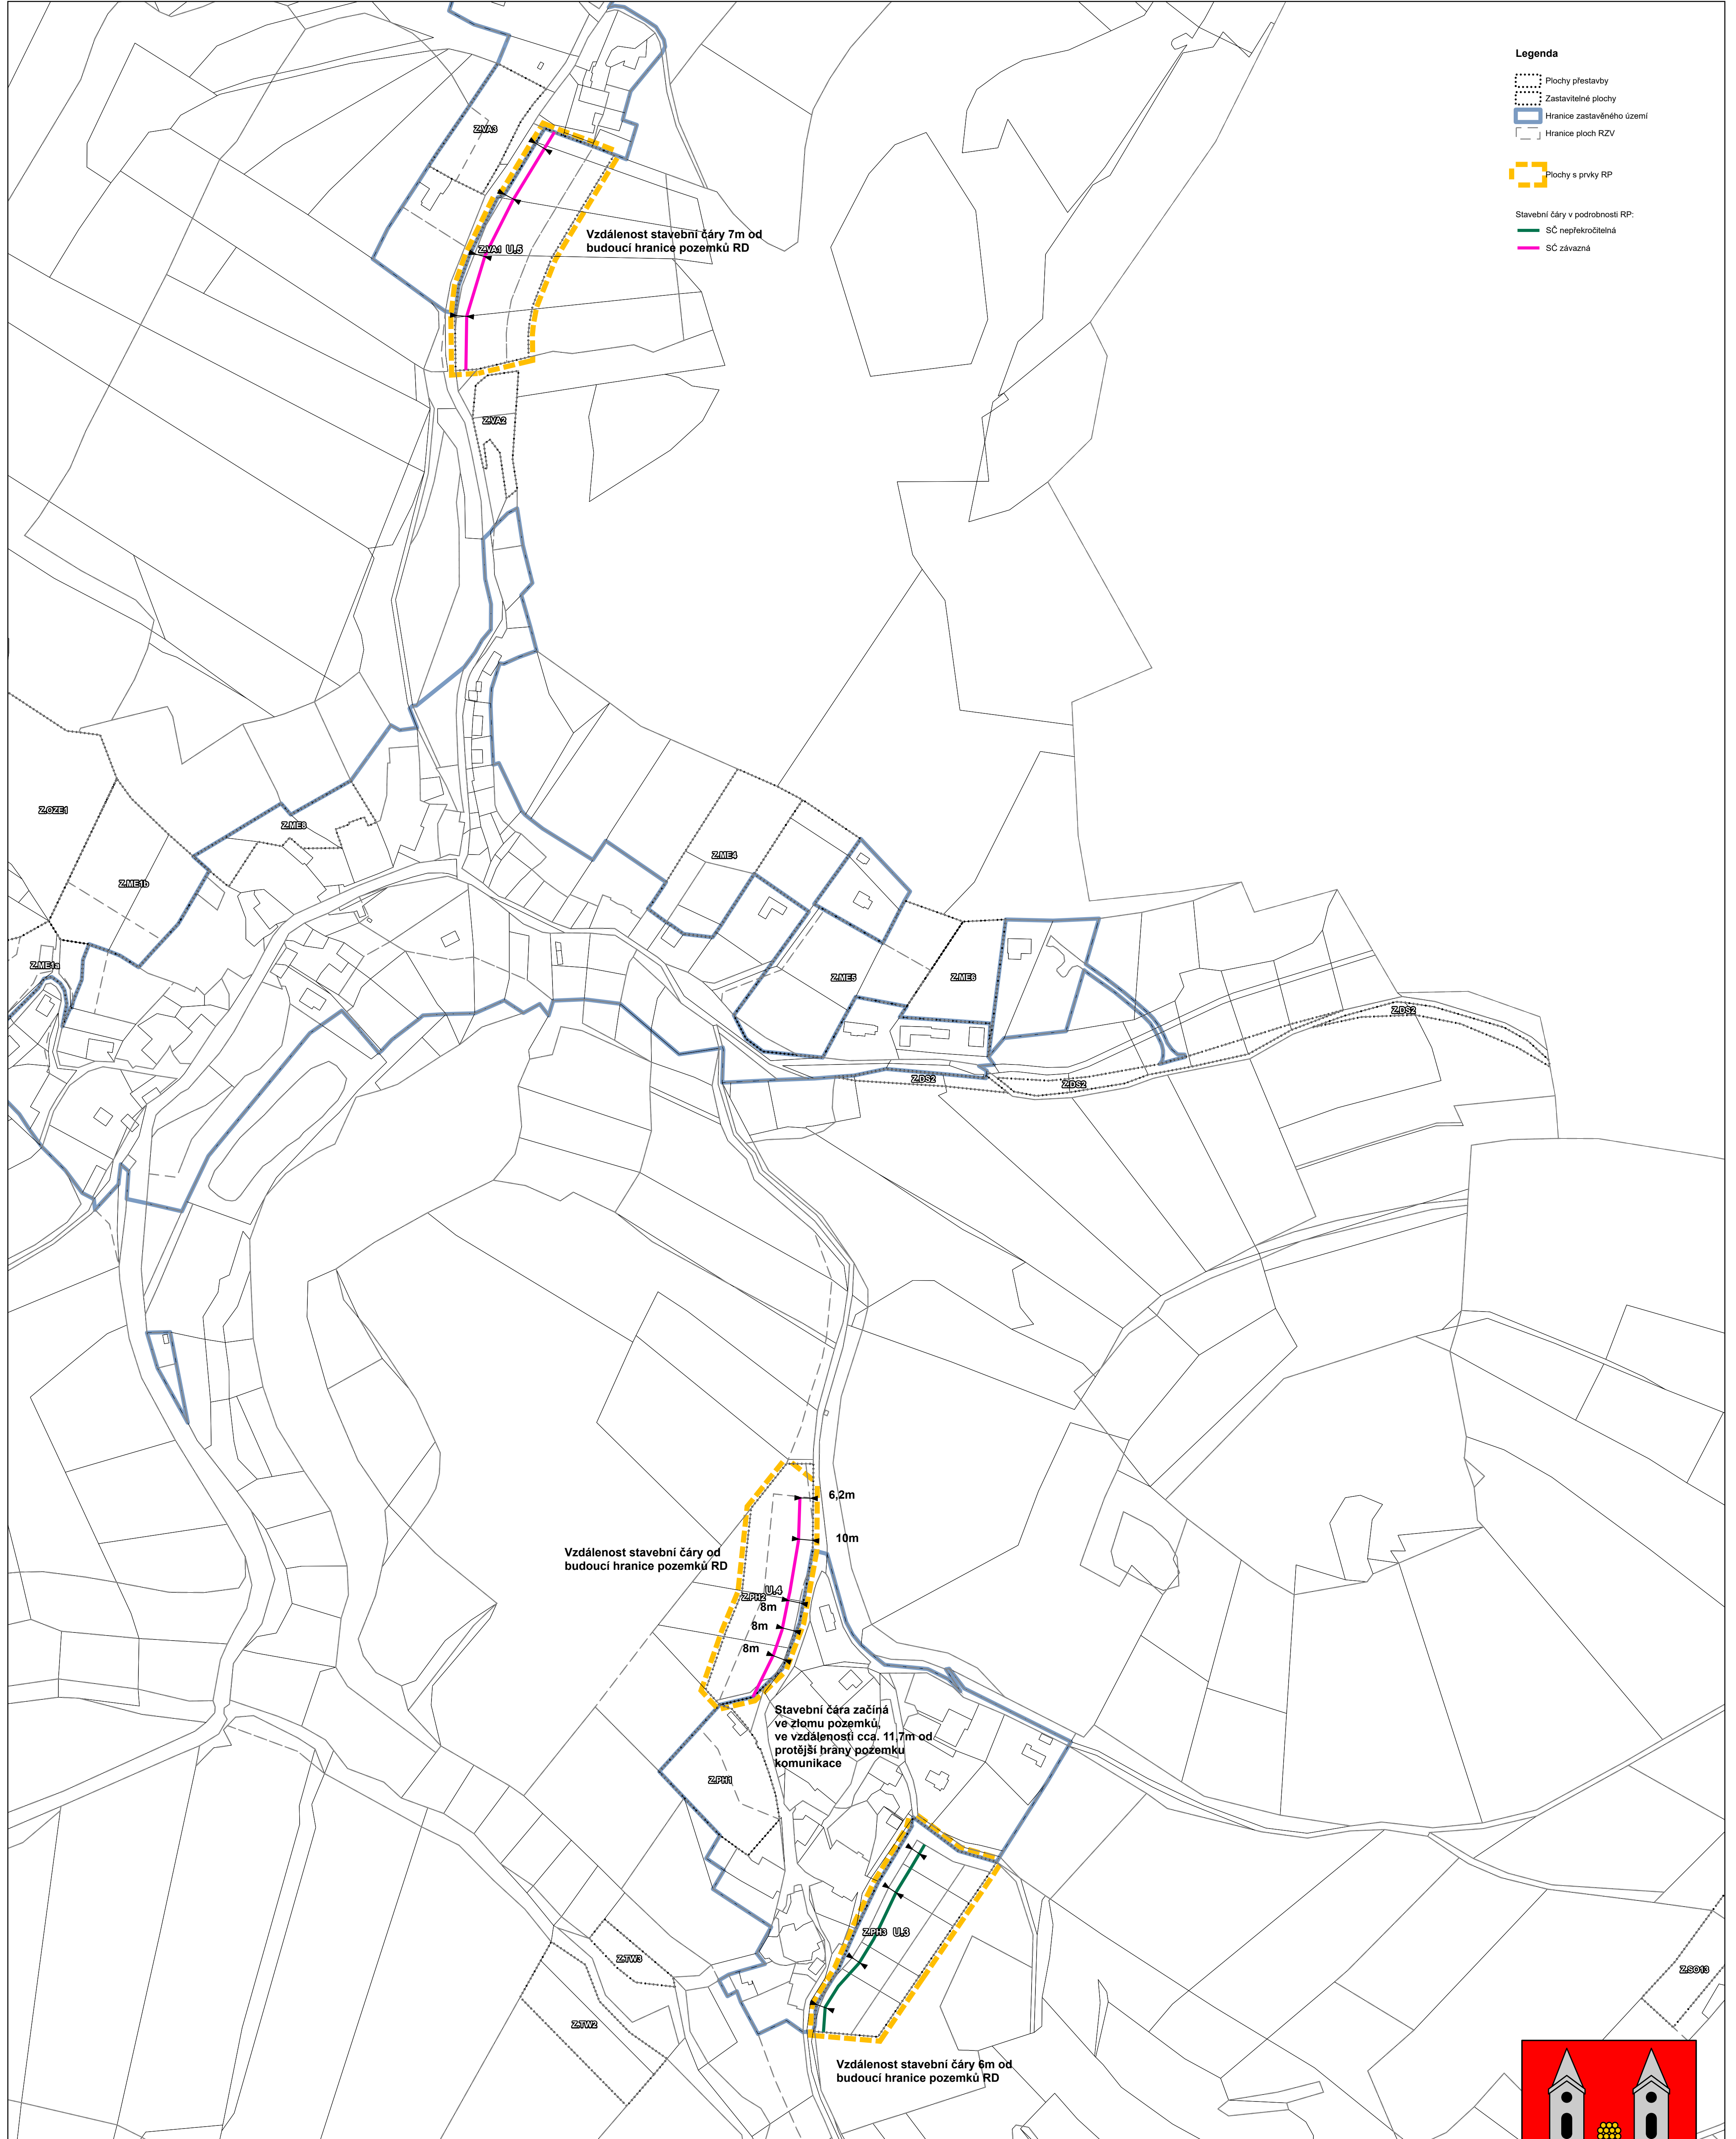 Legenda
Plochy přestavby
Zastavitelné plochy
Hranice zastavěného území
Hranice ploch RZV
Plochy s prvky RP
Stavební čáry v podrobnosti RP:
SČ nepřekročitelná
SČ závazná
Z.VA3
Vzdálenost stavební čáry 7m od
budoucí hranice pozemků RD
Z.VA1 U.5
Z.VA2
Z.OZE1
Z.ME8
Z.ME4
Z.ME1b
Z.ME1a
Z.ME5
Z.ME6
Z.DS2
Z.DS2
Z.DS2
6,2m
10m
Vzdálenost stavební čáry od
budoucí hranice pozemků RD
U.4
Z.PH2
8m
8m
8m
Stavební čára začíná
ve zlomu pozemků,
ve vzdálenosti cca. 11,7m od
protější hrany pozemku
komunikace
Z.PH1
Z.PH3 U.3
Z.TW3
Z.TW2
Z.SO13
Vzdálenost stavební čáry 6m od
budoucí hranice pozemků RD